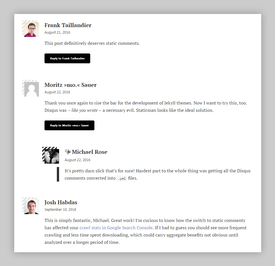 Frank Taillandier
August 21, 2016
This post definitively deserves static comments.
Reply to Frank Taillandier
Moritz »mo.« Sauer
August 22, 2016
Thank you once again to rise the bar for the development of Jekyll themes. Now I want to try this, too.
Disqus was – like you wrote – a necessary evil. Staticman looks like the ideal solution.
Reply to Moritz »mo.« Sauer
Michael Rose
August 22, 2016
It's pretty darn slick that's for sure! Hardest part to the whole thing was getting all the Disqus
comments converted into .yml files.
Josh Habdas
September 10, 2016
This is simply fantastic, Michael. Great work! I'm curious to know how the switch to static comments
has affected your crawl stats in Google Search Console. If I had to guess you should see more frequent
crawling and less time spent downloading, which could carry aggregate benefits not obvious until
analyzed over a longer period of time.